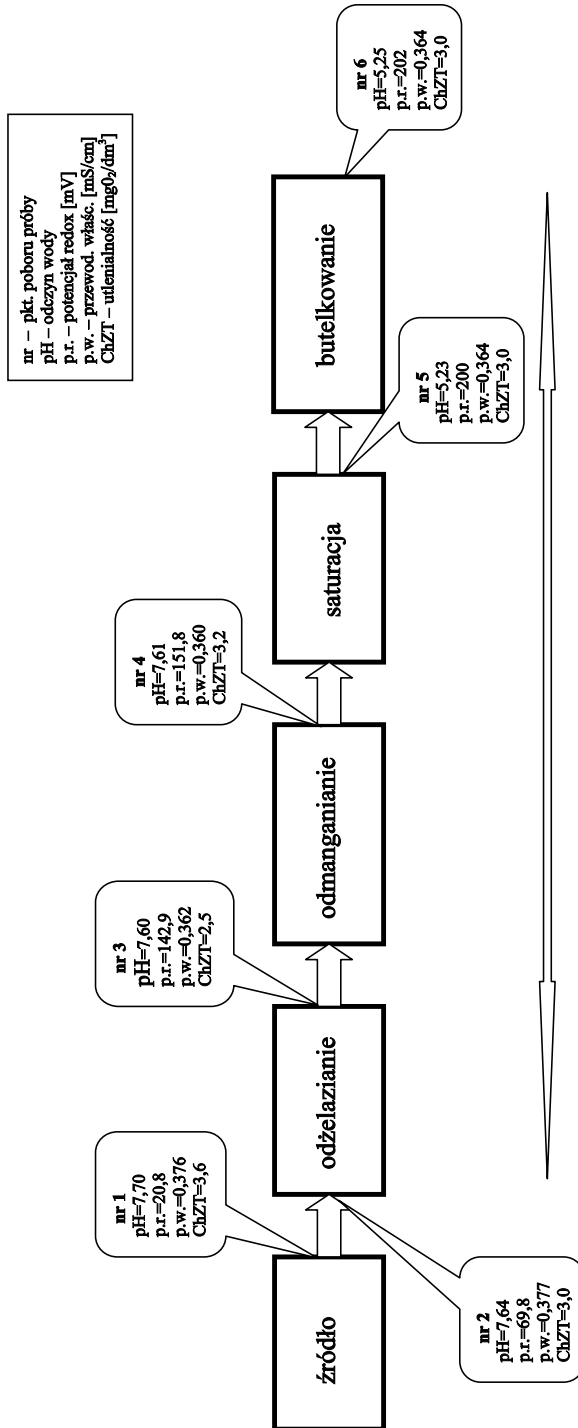 nr – pkt. poboru próby
pH – odczyn wody
p.r. – potencjał redox [mV]
p.w. – przewod. właśc. [mS/cm]
ChZT – utlenialność [mg0₂/dm³]
nr 1
pH=7,70
p.r.=20,8
p.w.=0,376
ChZT=3,6
nr 3
pH=7,60
p.r.=142,9
p.w.=0,362
ChZT=2,5
nr 4
pH=7,61
p.r.=151,8
p.w.=0,360
ChZT=3,2
źródło
odżelazianie
odmanganianie
saturacja
butelkowanie
nr 2
pH=7,64
p.r.=69,8
p.w.=0,377
ChZT=3,0
nr 5
pH=5,23
p.r.=200
p.w.=0,364
ChZT=3,0
nr 6
pH=5,25
p.r.=202
p.w.=0,364
ChZT=3,0